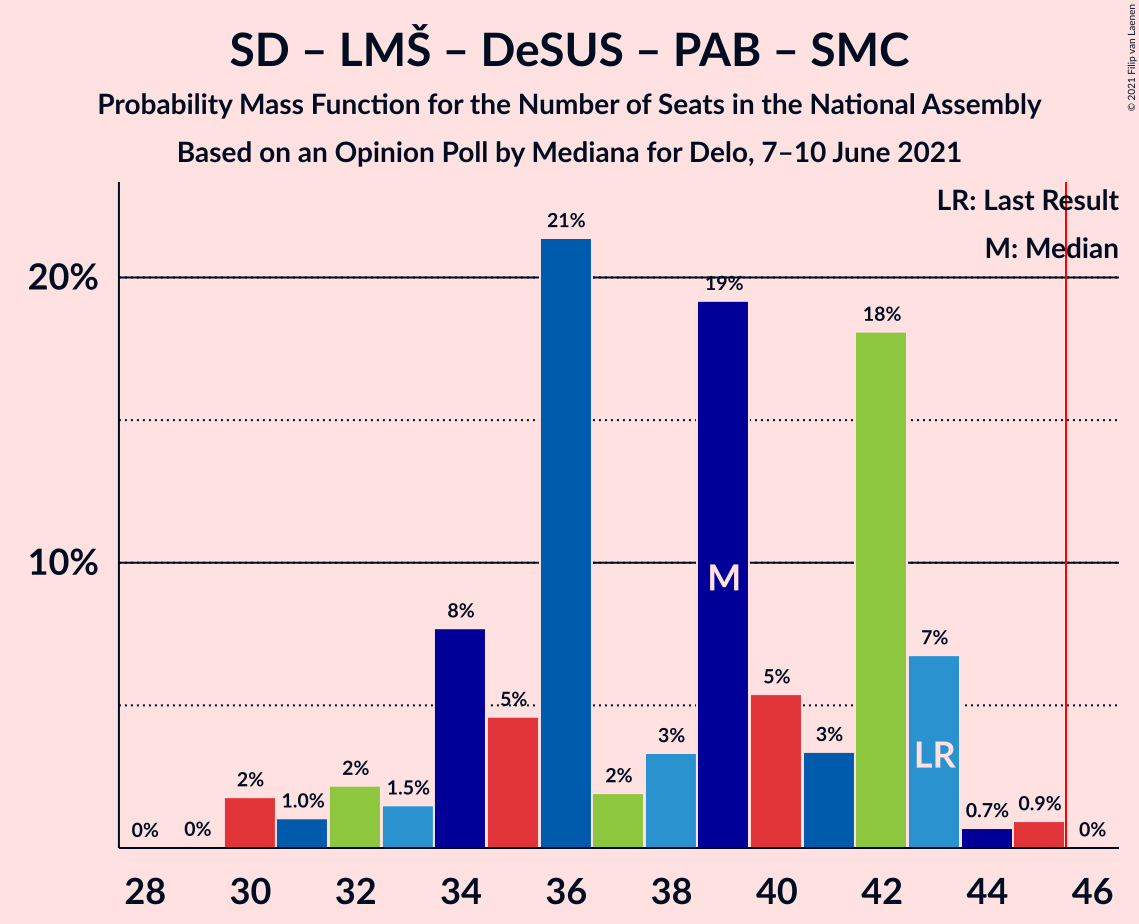 SD – LMŠ – DeSUS – PAB – SMC
Probability Mass Function for the Number of Seats in the National Assembly
Based on an Opinion Poll by Mediana for Delo, 7–10 June 2021
© 2021 Filip van Laenen
LR: Last Result
M: Median
20%
10%
0%
0%
2%
1.0%
2%
1.5%
8%
5%
21%
2%
3%
19%
5%
3%
18%
7%
0.7%
0.9%
0%
M
LR
28 30 32 34 36 38 40 42 44 46